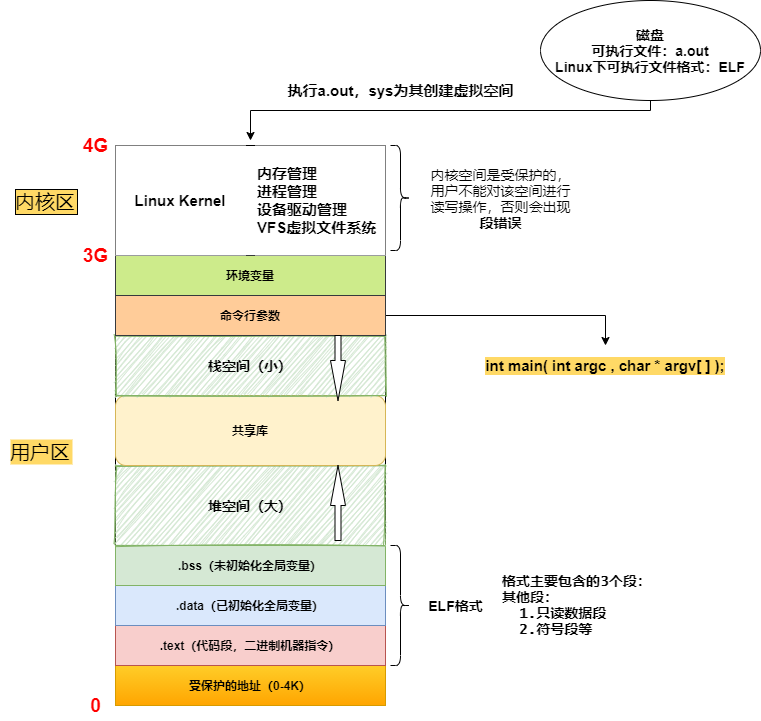 磁盘
可执行文件：a.out
Linux下可执行文件格式：ELF
执行a.out，sys为其创建虚拟空间
4G
内核区
Linux Kernel
内存管理
进程管理
设备驱动管理
VFS虚拟文件系统
内核空间是受保护的，
用户不能对该空间进行
读写操作，否则会出现
段错误
3G
环境变量
命令行参数
int main( int argc , char * argv[ ] );
栈空间（小）
用户区
共享库
堆空间（大）
.bss（未初始化全局变量）
.data（已初始化全局变量）
.text（代码段，二进制机器指令）
ELF格式
格式主要包含的3个段：
其他段：
1.只读数据段
2.符号段等
受保护的地址（0-4K）
0